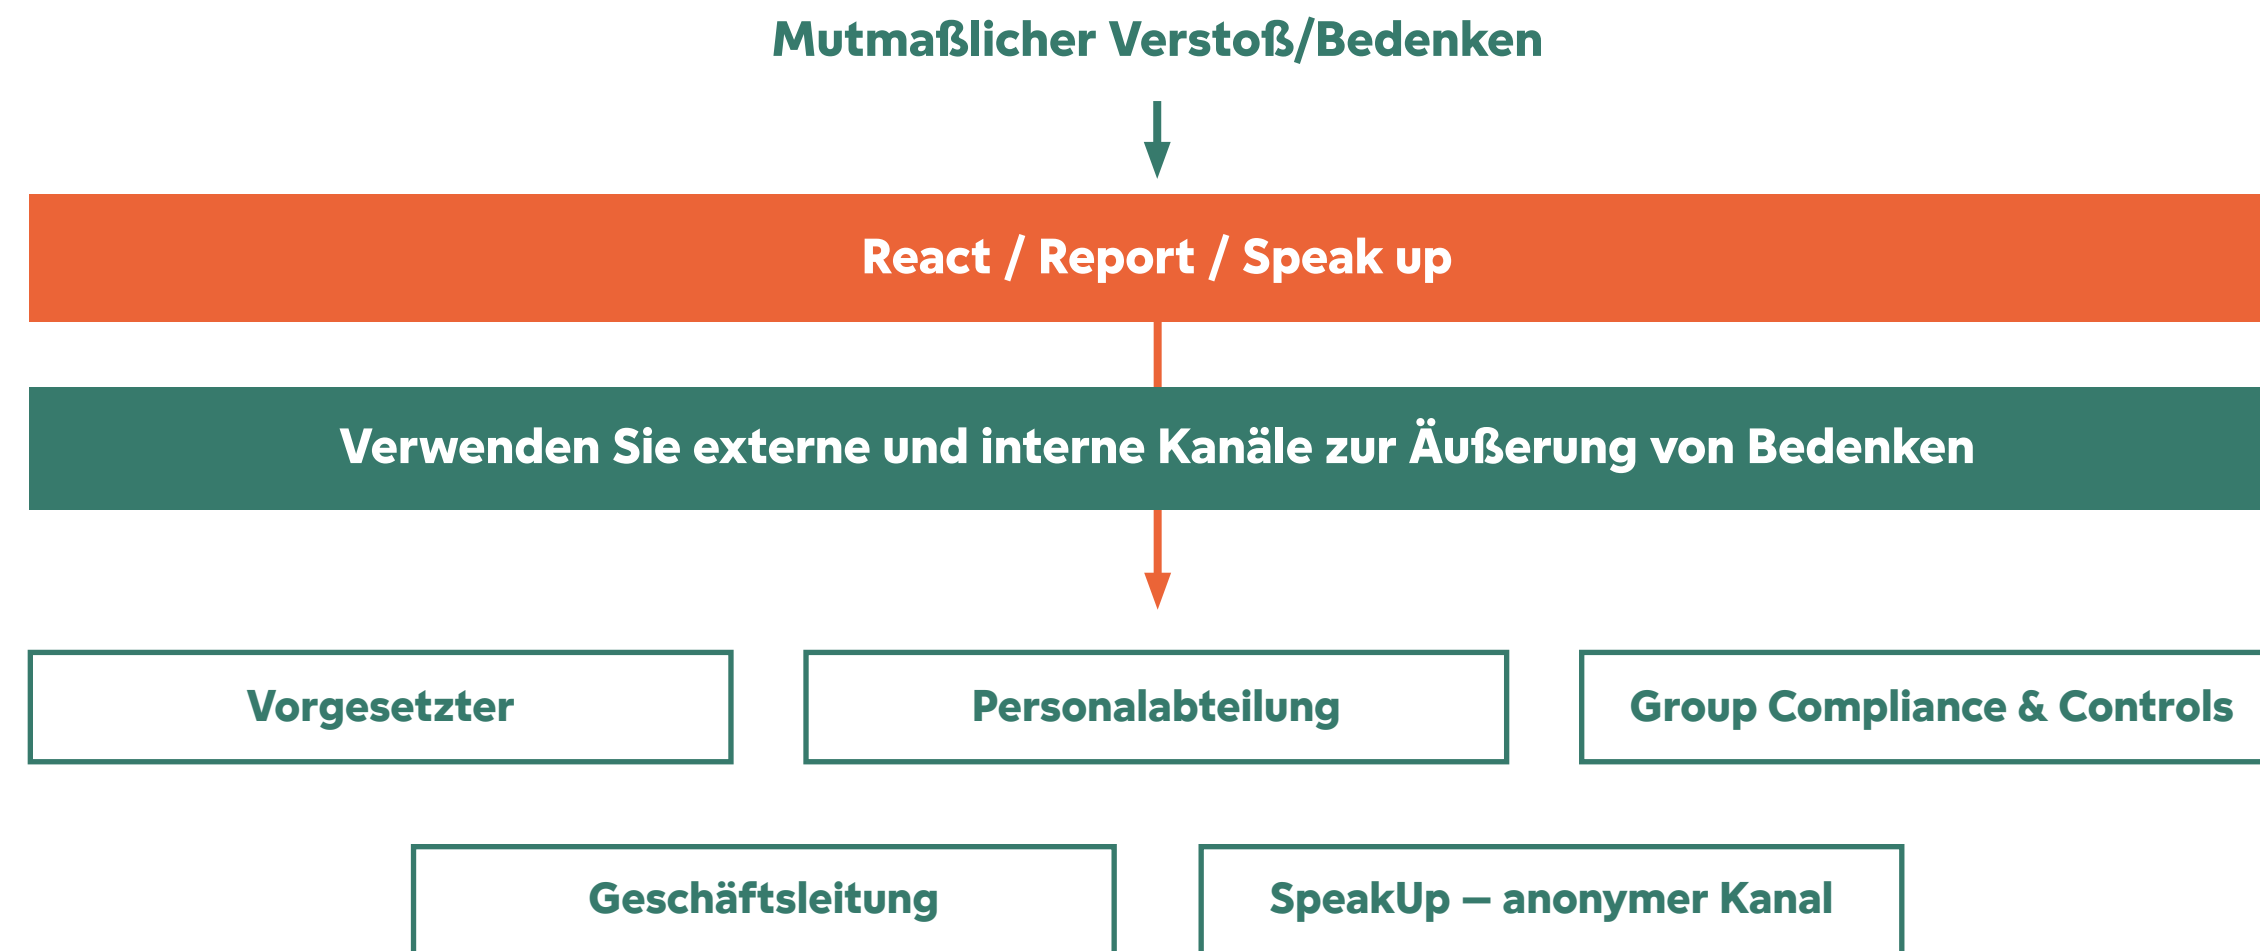 Mutmaßlicher Verstoß/Bedenken
React / Report / Speak up
Verwenden Sie externe und interne Kanäle zur Äußerung von Bedenken
Vorgesetzter
Personalabteilung
Group Compliance & Controls
Geschäftsleitung
SpeakUp – anonymer Kanal